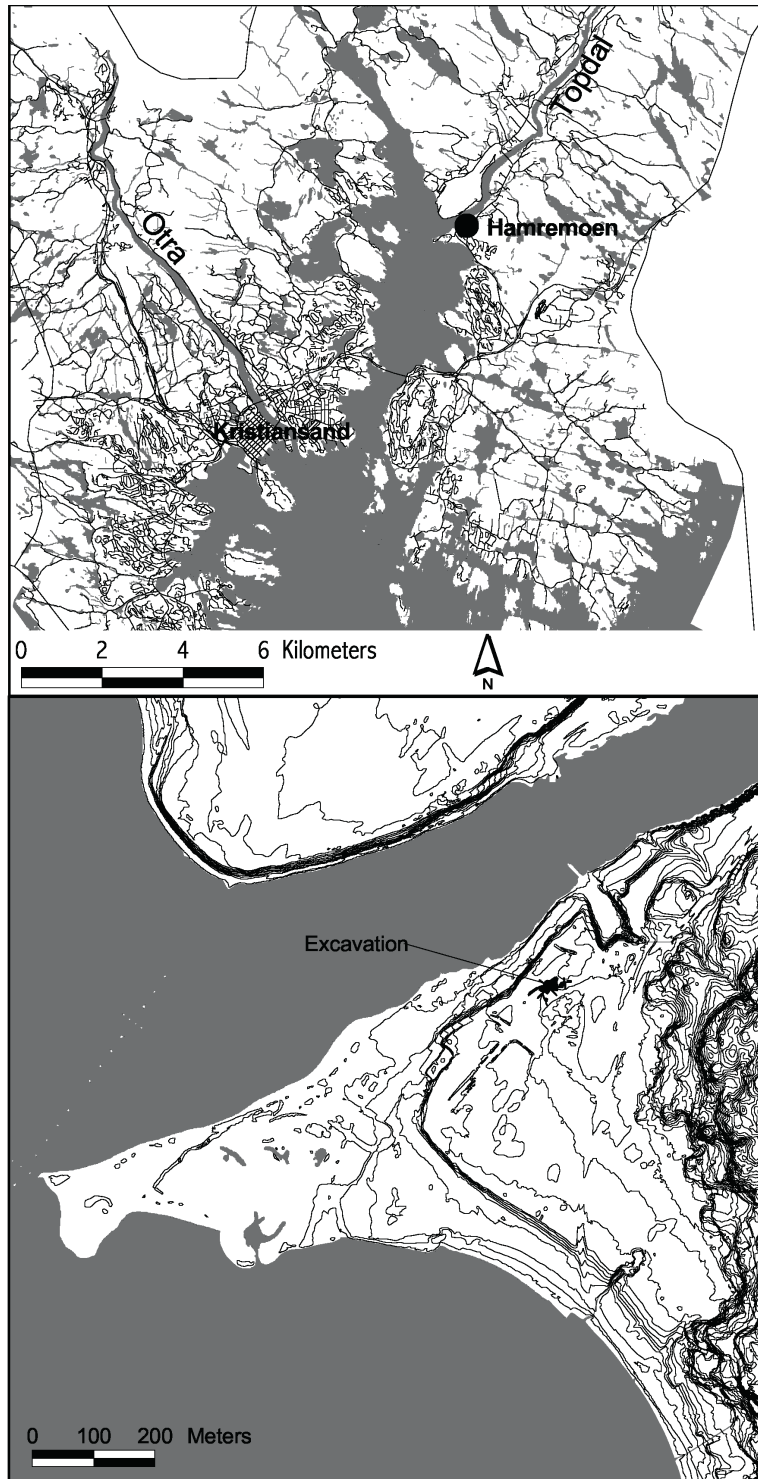 Topdal
Otra
Hamremoen
Kristiansand
0 2 4 6 Kilometers
N
Excavation
0 100 200 Meters